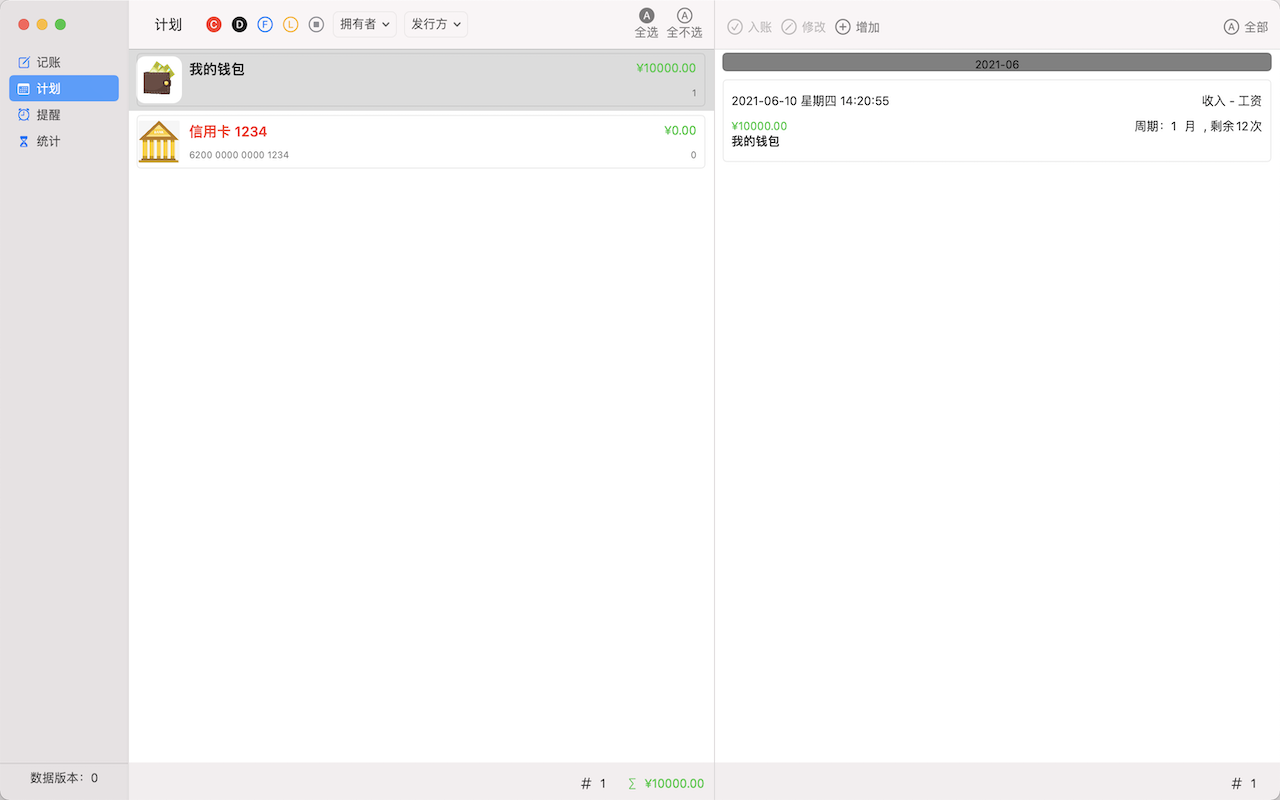 记账
计划
提醒
统计
数据版本：0
计划
C D F L
拥有者
发行方
A
全选
A
全不选
我的钱包
¥10000.00
1
信用卡 1234
¥0.00
6200 0000 0000 1234
0
# 1
∑ ¥10000.00
入账
修改
增加
A 全部
2021-06
2021-06-10 星期四 14:20:55
收入 - 工资
¥10000.00
周期：1 月 , 剩余12次
我的钱包
# 1